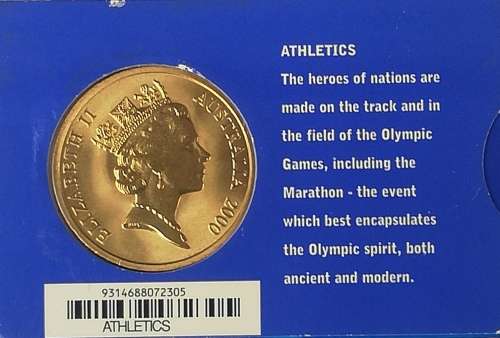 ATHLETICS
The heroes of nations are
made on the track and in
the field of the Olympic
Games, including the
Marathon - the event
which best encapsulates
the Olympic spirit, both
ancient and modern.
ELIZABETH II
AUSTRALIA 2000
9314688072305
ATHLETICS